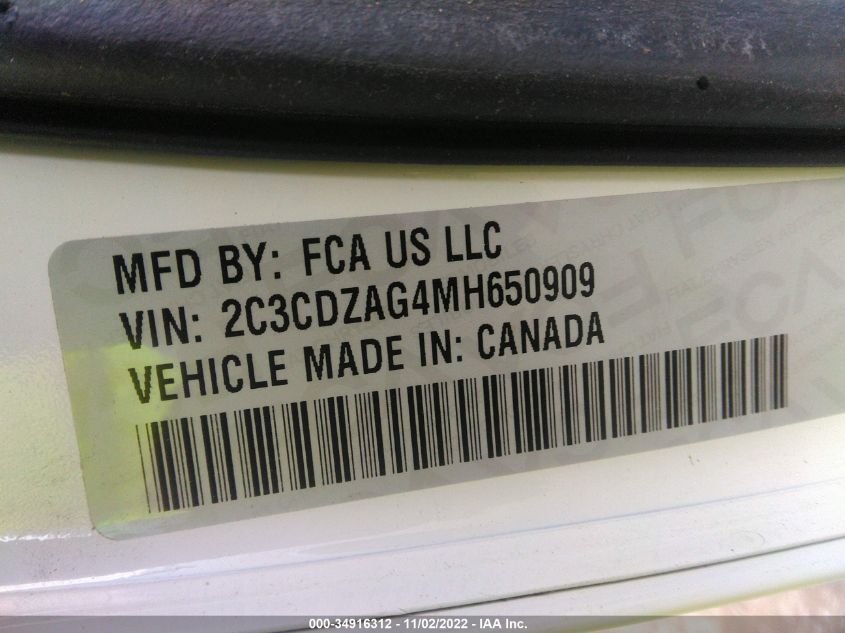 MFD BY: FCA US LLC
VIN: 2C3CDZAG4MH650909
VEHICLE MADE IN: CANADA
000-34916312 - 11/02/2022 - IAA Inc.